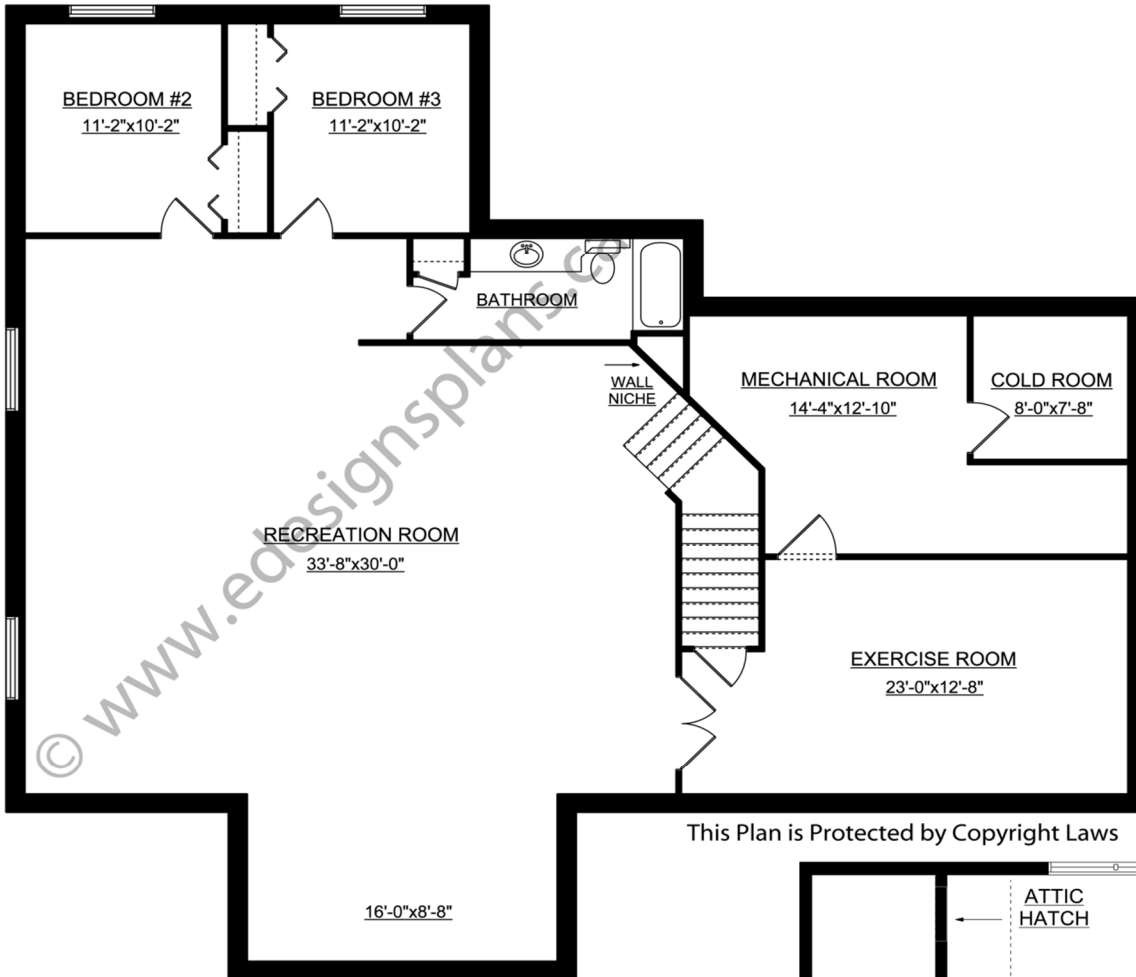 BEDROOM #2
11'-2"x10'-2"
BEDROOM #3
11'-2"x10'-2"
BATHROOM
WALL
NICHE
MECHANICAL ROOM
14'-4"x12'-10"
COLD ROOM
8'-0"x7'-8"
RECREATION ROOM
33'-8"x30'-0"
EXERCISE ROOM
23'-0"x12'-8"
16'-0"x8'-8"
© www.edesignsplans.ca
This Plan is Protected by Copyright Laws
ATTIC
HATCH